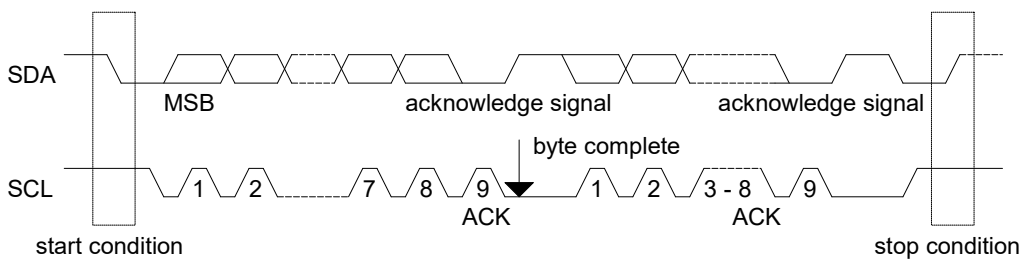 SDA
MSB
acknowledge signal
acknowledge signal
byte complete
SCL
1
2
7
8
9
1
2
3 - 8
9
ACK
ACK
start condition
stop condition